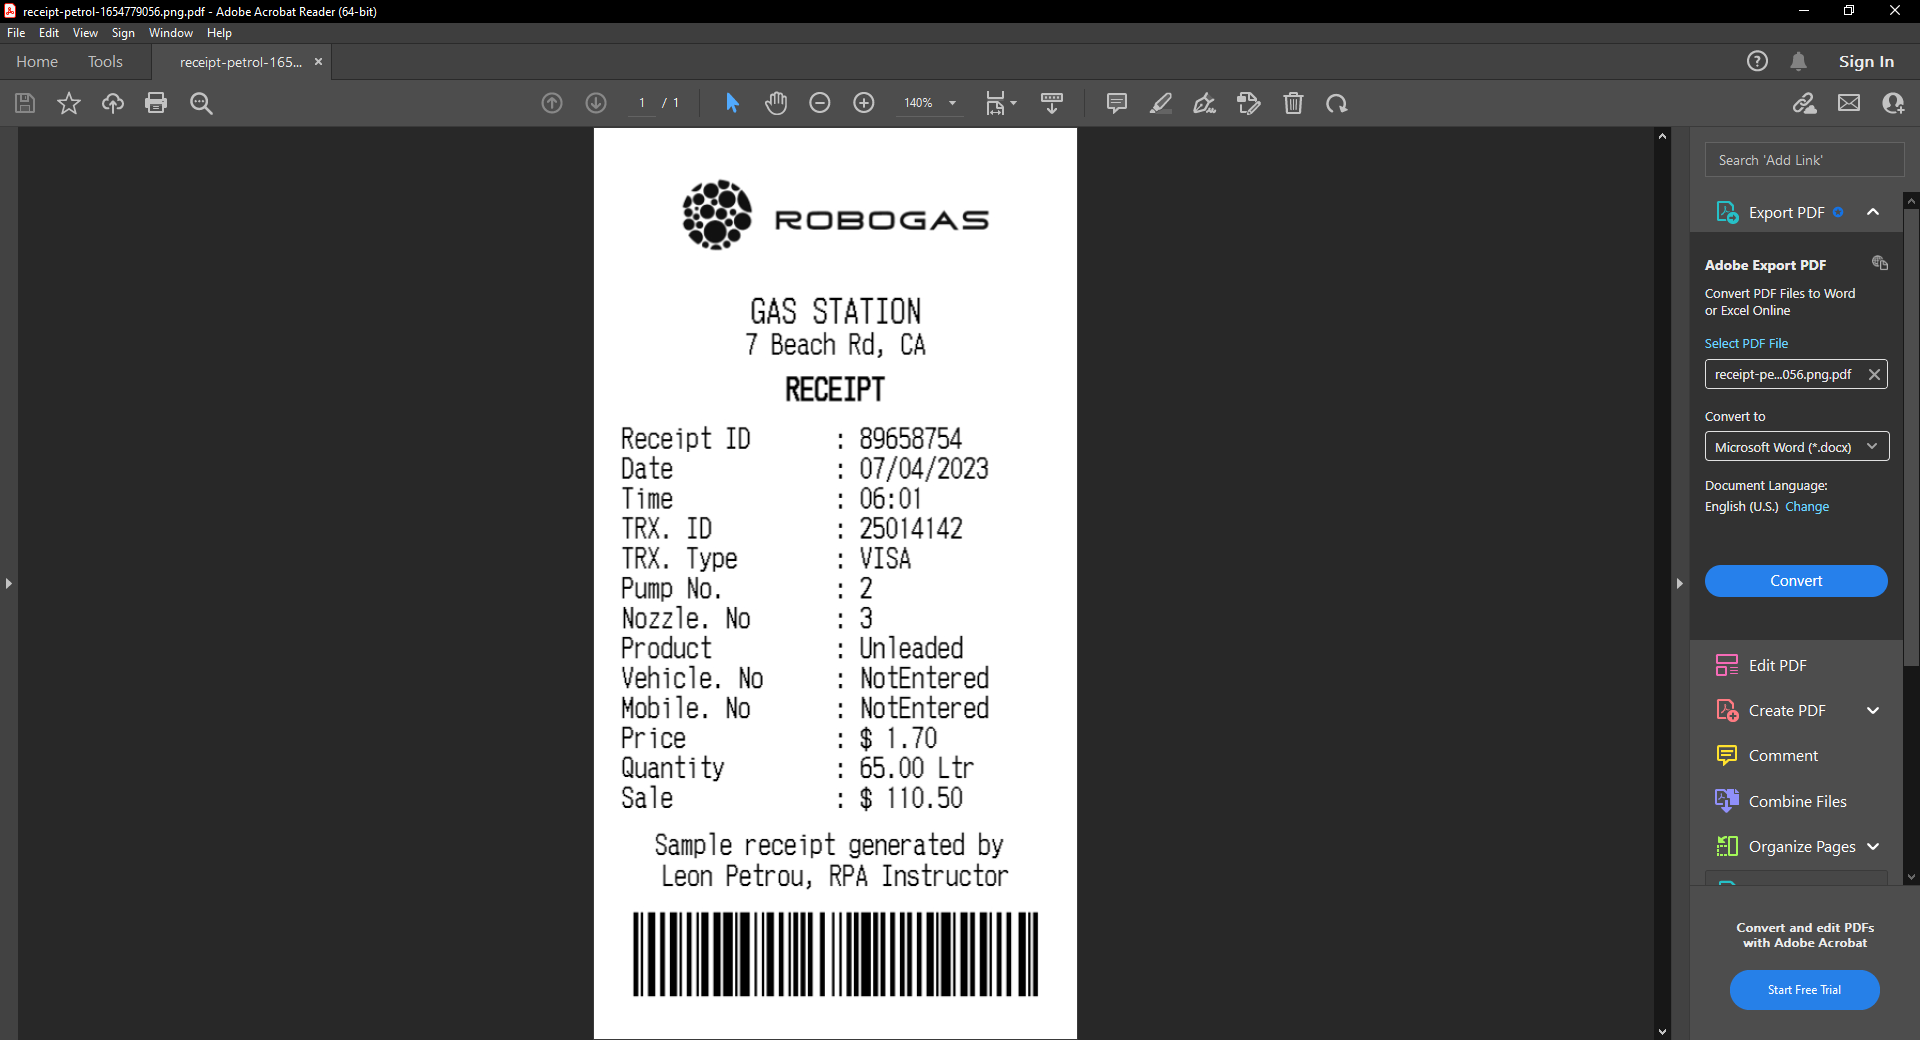 receipt-petrol-1654779056.png.pdf - Adobe Acrobat Reader (64-bit)
File Edit View Sign Window Help
Home Tools receipt-petrol-165... × Sign In
1 / 1 140%
ROBOGAS
GAS STATION
7 Beach Rd, CA
RECEIPT
Receipt ID : 89658754
Date : 07/04/2023
Time : 06:01
TRX. ID : 25014142
TRX. Type : VISA
Pump No. : 2
Nozzle. No : 3
Product : Unleaded
Vehicle. No : NotEntered
Mobile. No : NotEntered
Price : $ 1.70
Quantity : 65.00 Ltr
Sale : $ 110.50
Sample receipt generated by
Leon Petrou, RPA Instructor
Search 'Add Link'
Export PDF
Adobe Export PDF
Convert PDF Files to Word
or Excel Online
Select PDF File
receipt-pe...056.png.pdf
Convert to
Microsoft Word (*.docx)
Document Language:
English (U.S.) Change
Convert
Edit PDF
Create PDF
Comment
Combine Files
Organize Pages
Convert and edit PDFs
with Adobe Acrobat
Start Free Trial